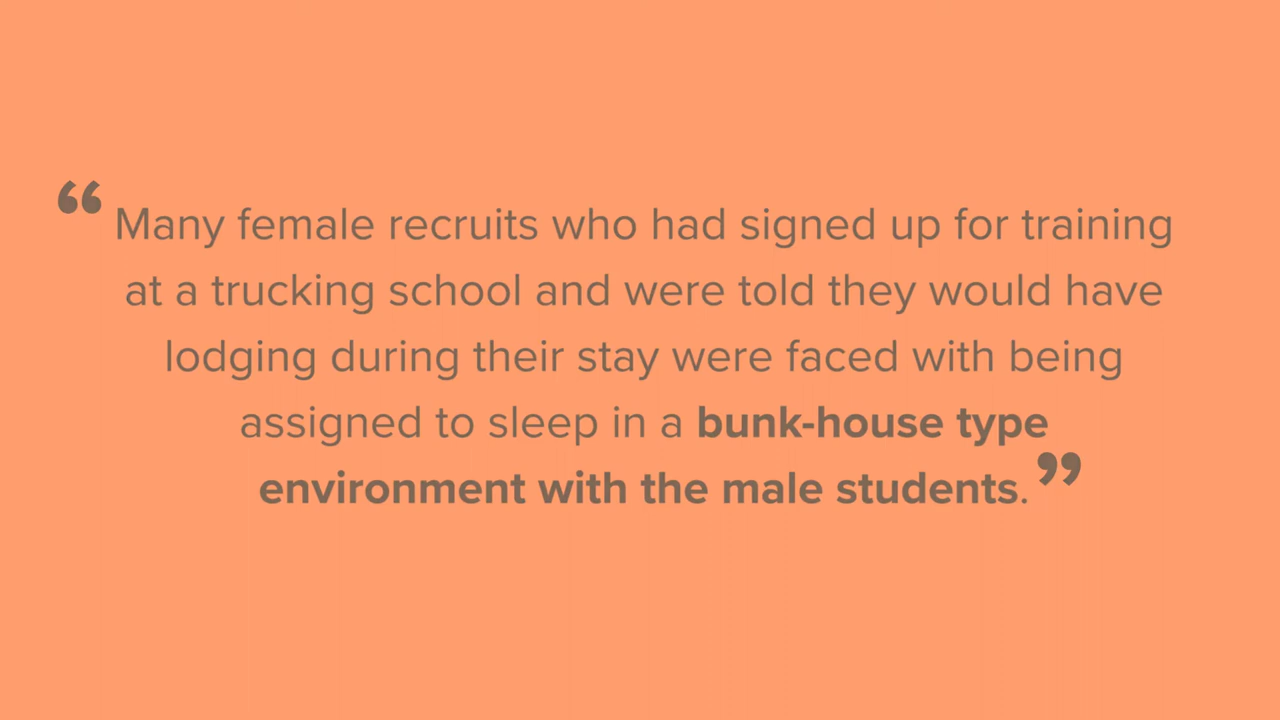 “Many female recruits who had signed up for training
at a trucking school and were told they would have
lodging during their stay were faced with being
assigned to sleep in a bunk-house type
environment with the male students.”